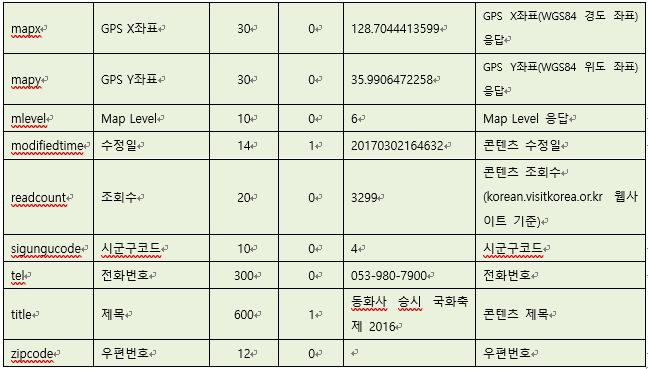 mapx GPS X좌표 30 0 128.7044413599 GPS X좌표(WGS84 경도 좌표) 응답
mapy GPS Y좌표 30 0 35.9906472258 GPS Y좌표(WGS84 위도 좌표) 응답
mlevel Map Level 10 0 6 Map Level 응답
modifiedtime 수정일 14 1 20170302164632 콘텐츠 수정일
readcount 조회수 20 0 3299 콘텐츠 조회수 (korean.visitkorea.or.kr 웹사이트 기준)
sigungucode 시군구코드 10 0 4 시군구코드
tel 전화번호 300 0 053-980-7900 전화번호
title 제목 600 1 동화사 승시 국화축제 2016 콘텐츠 제목
zipcode 우편번호 12 0 우편번호